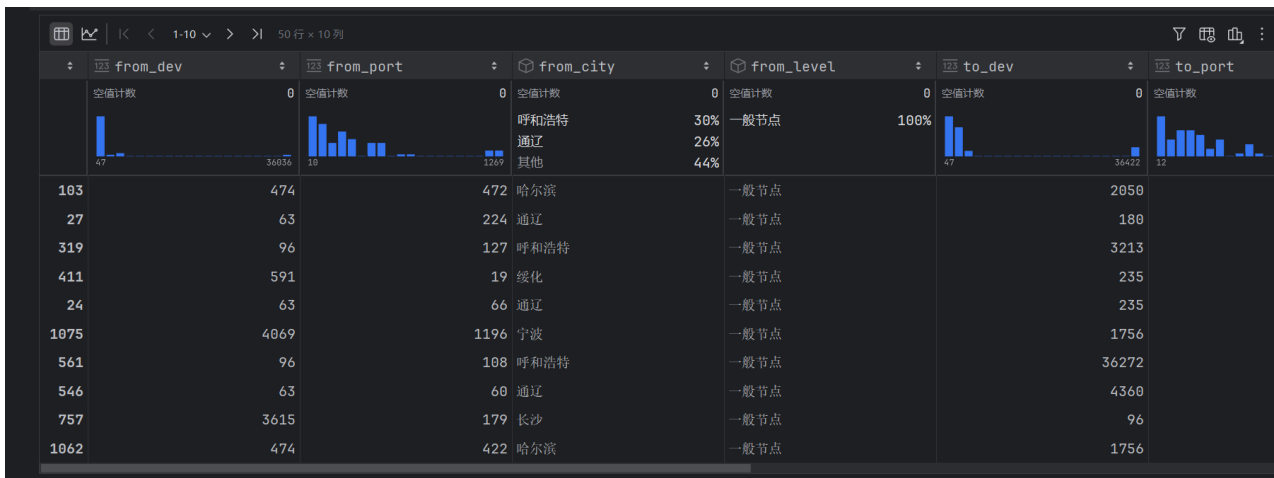 1-10 50 行 × 10 列
123 from_dev 123 from_port from_city from_level 123 to_dev 123 to_port
空值计数 0 空值计数 0 空值计数 0 空值计数 0 空值计数 0 空值计数
呼和浩特 30% 一般节点 100%
通辽 26%
47 36036 10 1269 其他 44% 47 36422 12
103 474 472 哈尔滨 一般节点 2050
27 63 224 通辽 一般节点 180
319 96 127 呼和浩特 一般节点 3213
411 591 19 绥化 一般节点 235
24 63 66 通辽 一般节点 235
1075 4069 1196 宁波 一般节点 1756
561 96 108 呼和浩特 一般节点 36272
546 63 60 通辽 一般节点 4360
757 3615 179 长沙 一般节点 96
1062 474 422 哈尔滨 一般节点 1756